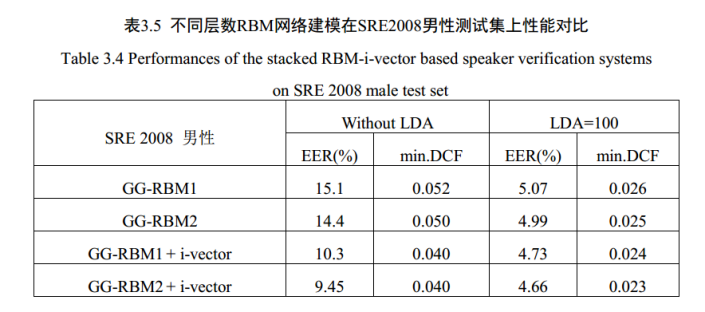 表3.5 不同层数RBM网络建模在SRE2008男性测试集上性能对比
Table 3.4 Performances of the stacked RBM-i-vector based speaker verification systems
on SRE 2008 male test set
SRE 2008 男性 Without LDA LDA=100
EER(%) min.DCF EER(%) min.DCF
GG-RBM1 15.1 0.052 5.07 0.026
GG-RBM2 14.4 0.050 4.99 0.025
GG-RBM1 + i-vector 10.3 0.040 4.73 0.024
GG-RBM2 + i-vector 9.45 0.040 4.66 0.023